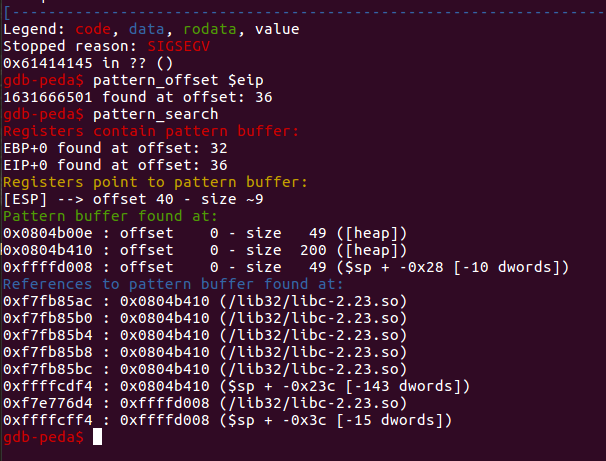 [------------------------------------------------------------------------------
Legend: code, data, rodata, value
Stopped reason: SIGSEGV
0x61414145 in ?? ()
gdb-peda$ pattern_offset $eip
1631666501 found at offset: 36
gdb-peda$ pattern_search
Registers contain pattern buffer:
EBP+0 found at offset: 32
EIP+0 found at offset: 36
Registers point to pattern buffer:
[ESP] --> offset 40 - size ~9
Pattern buffer found at:
0x0804b00e : offset    0 - size   49 ([heap])
0x0804b410 : offset    0 - size  200 ([heap])
0xffffd008 : offset    0 - size   49 ($sp + -0x28 [-10 dwords])
References to pattern buffer found at:
0xf7fb85ac : 0x0804b410 (/lib32/libc-2.23.so)
0xf7fb85b0 : 0x0804b410 (/lib32/libc-2.23.so)
0xf7fb85b4 : 0x0804b410 (/lib32/libc-2.23.so)
0xf7fb85b8 : 0x0804b410 (/lib32/libc-2.23.so)
0xf7fb85bc : 0x0804b410 (/lib32/libc-2.23.so)
0xffffcdf4 : 0x0804b410 ($sp + -0x23c [-143 dwords])
0xf7e776d4 : 0xffffd008 (/lib32/libc-2.23.so)
0xffffcff4 : 0xffffd008 ($sp + -0x3c [-15 dwords])
gdb-peda$